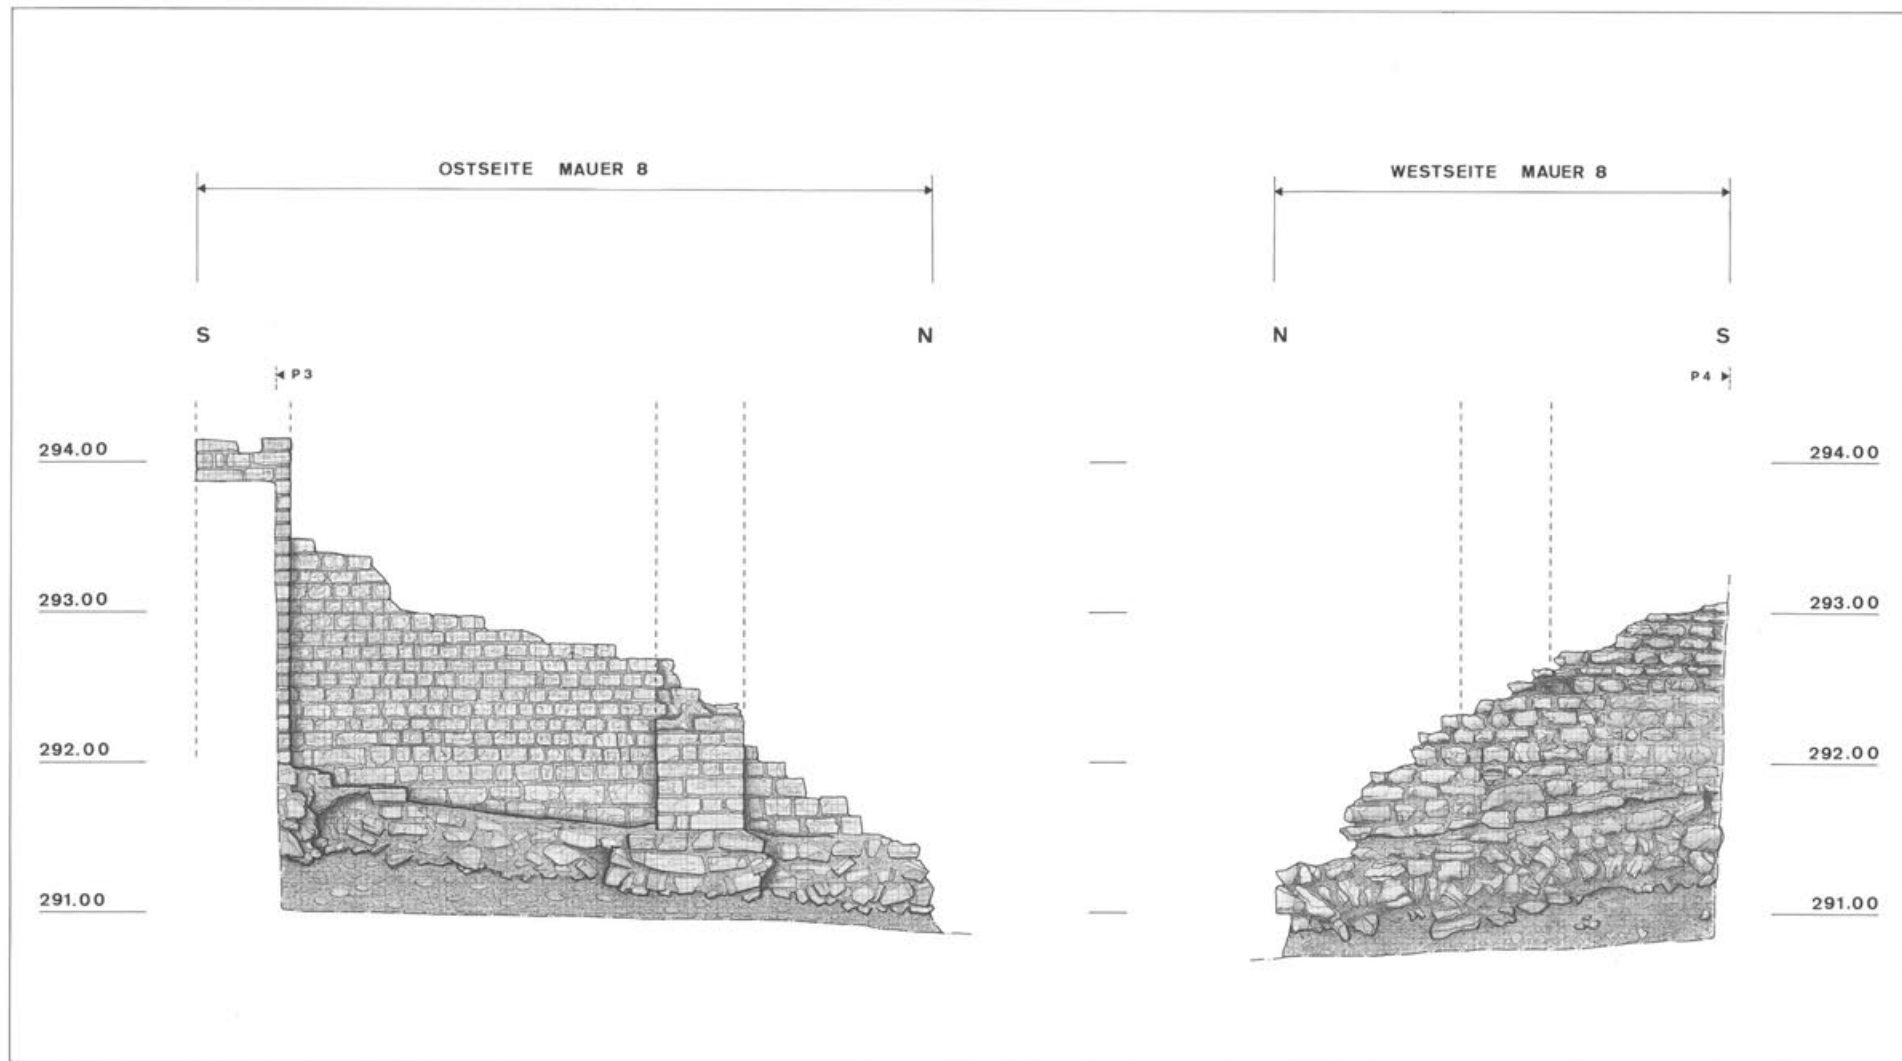 OSTSEITE MAUER 8
WESTSEITE MAUER 8
S
N
N
S
◄ P3
P4 ►
294.00
294.00
293.00
293.00
292.00
292.00
291.00
291.00